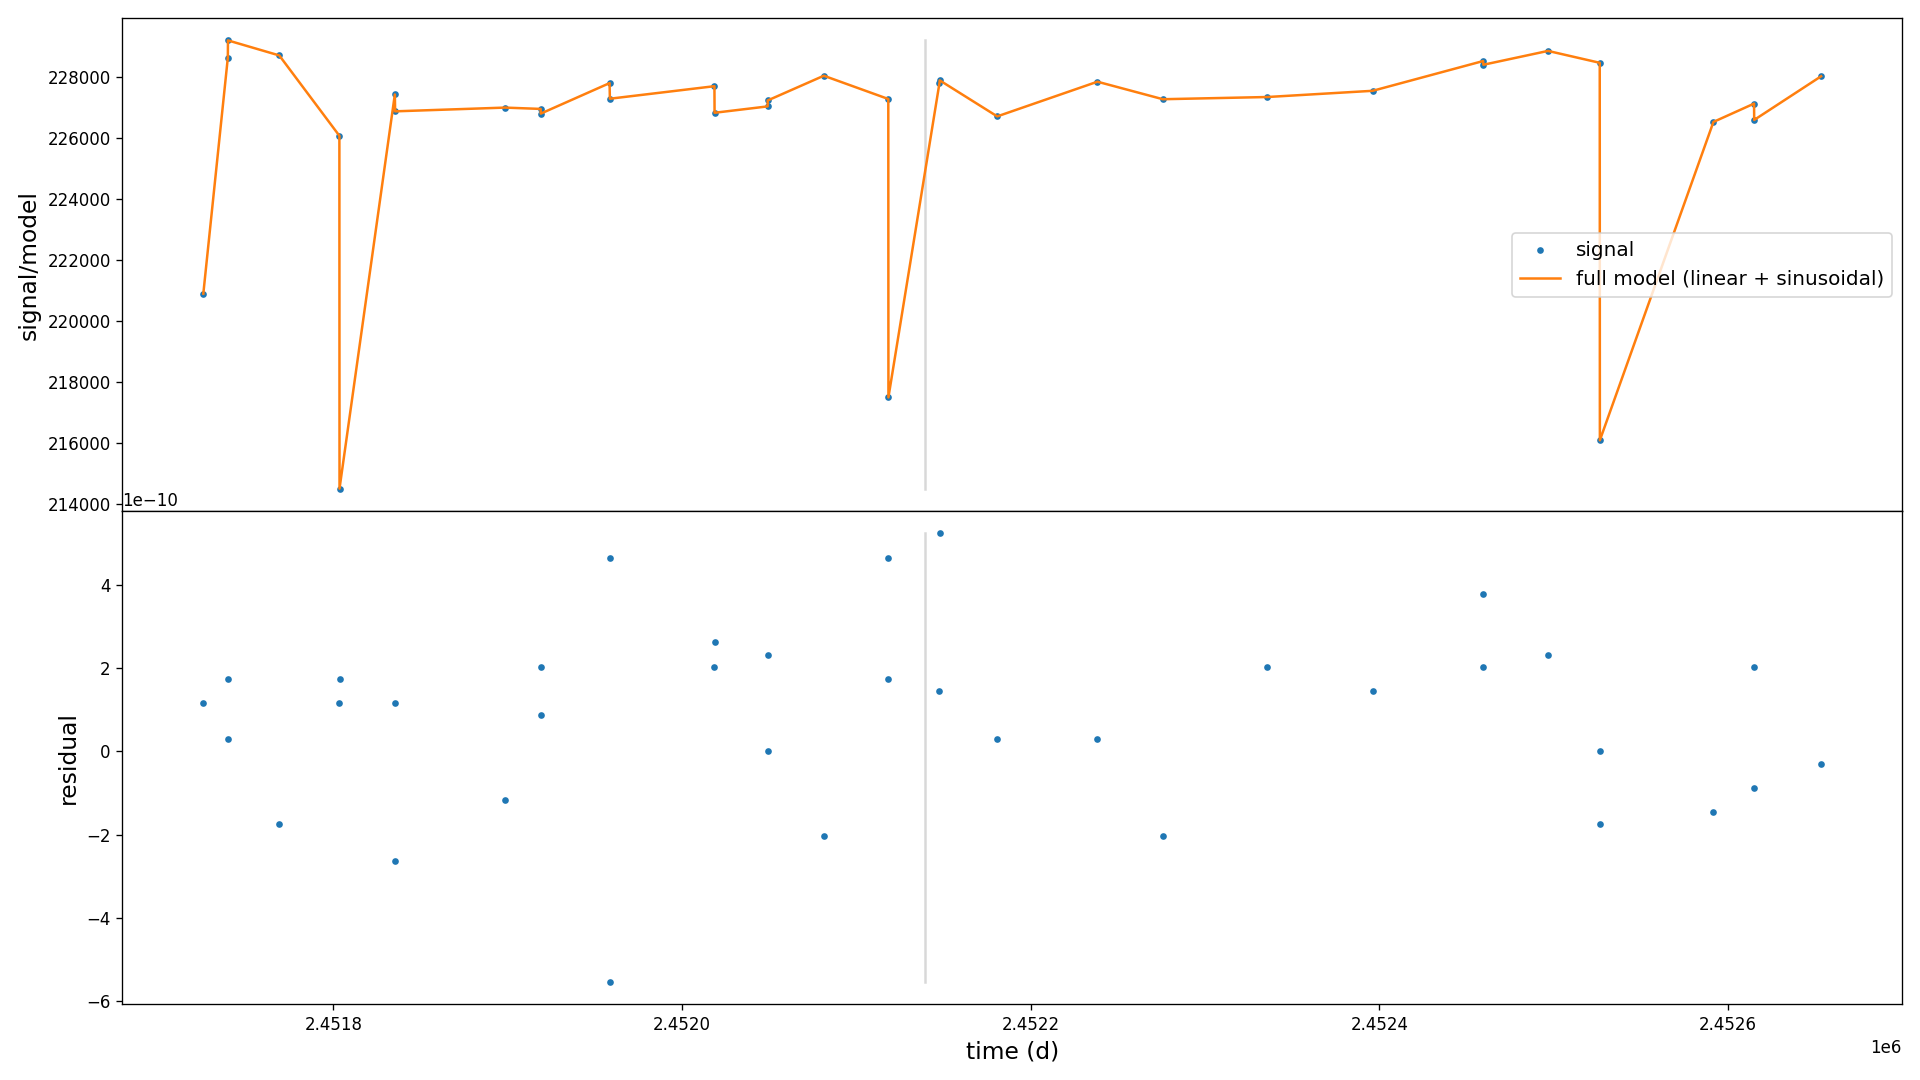 signal/model
228000
226000
224000
222000
220000
218000
216000
214000
signal
full model (linear + sinusoidal)
1e−10
residual
4
2
0
−2
−4
−6
2.4518
2.4520
2.4522
2.4524
2.4526
time (d)
1e6